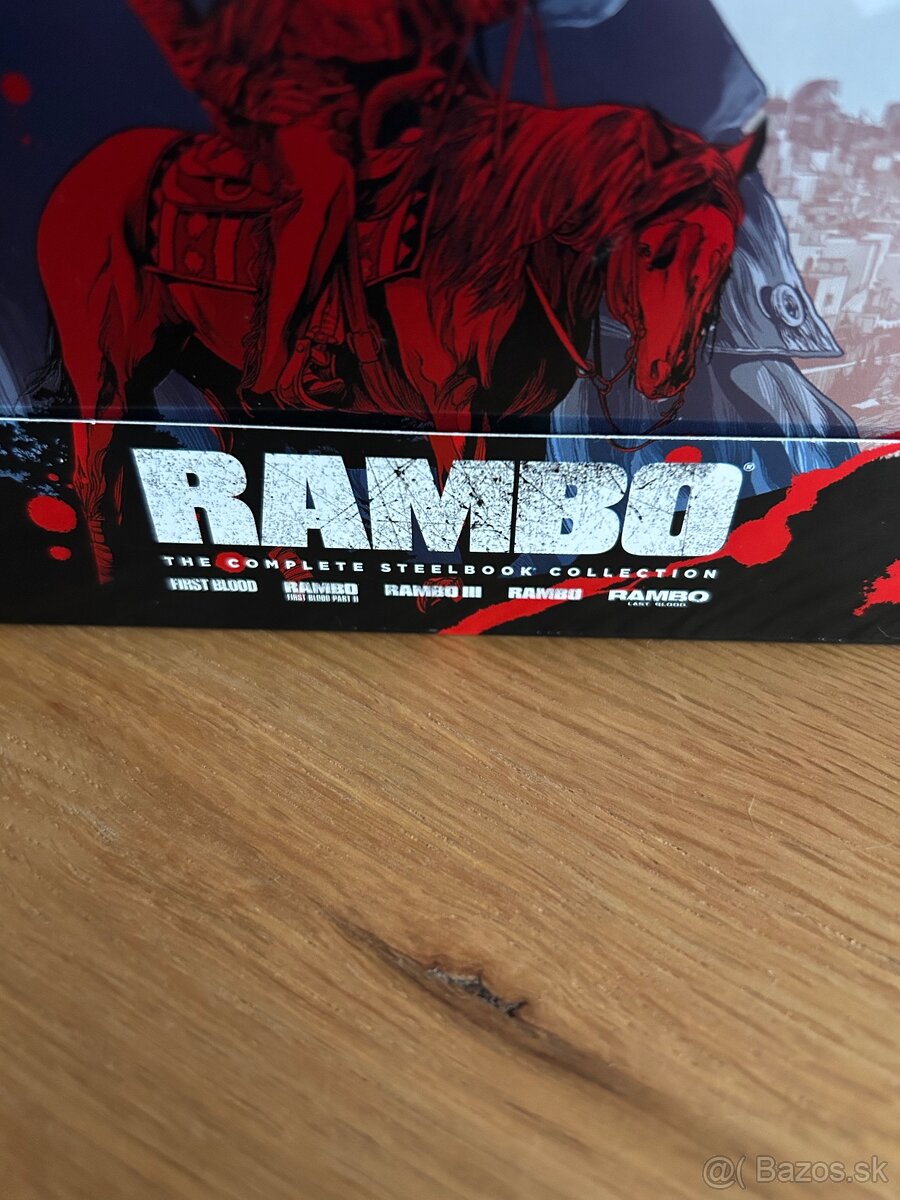 RAMBO®
THE COMPLETE STEELBOOK COLLECTION
FIRST BLOOD RAMBO FIRST BLOOD PART II RAMBO III RAMBO RAMBO LAST BLOOD
@( Bazos.sk